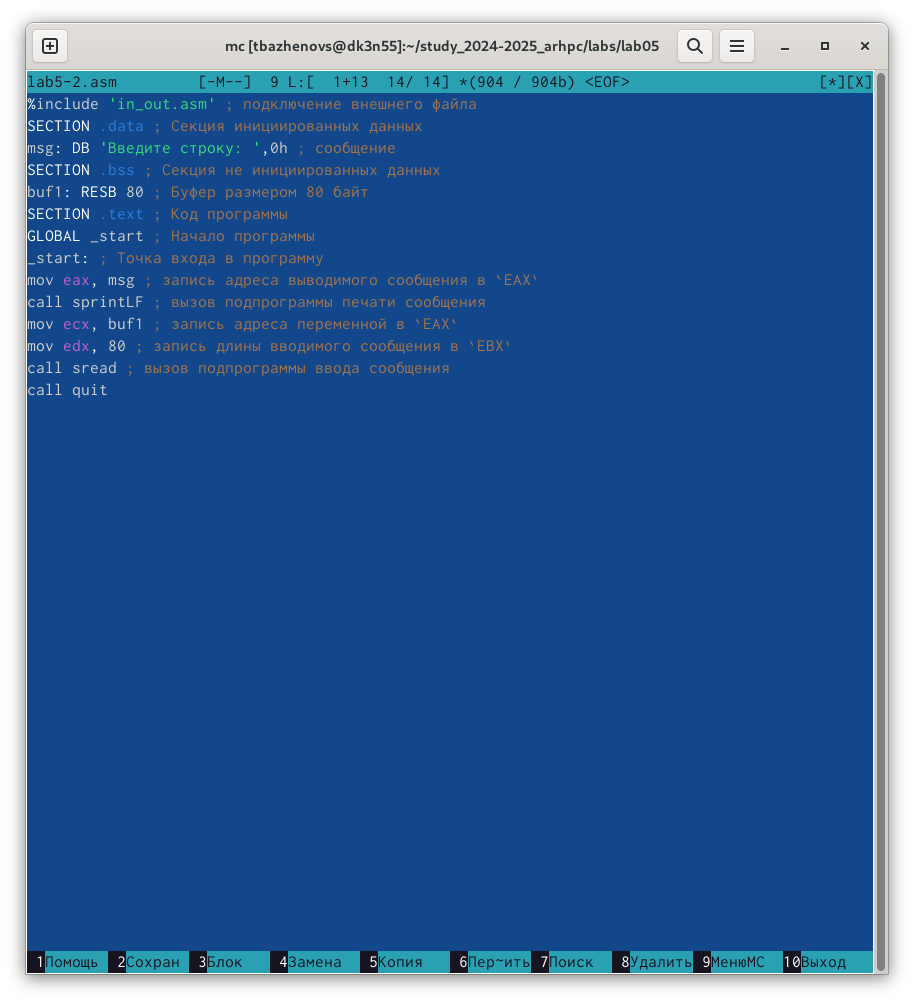 mc [tbazhenovs@dk3n55]:~/study_2024-2025_arhpc/labs/lab05
lab5-2.asm [-M--] 9 L:[ 1+13 14/ 14] *(904 / 904b) <EOF> [*][X]
%include 'in_out.asm' ; подключение внешнего файла
SECTION .data ; Секция инициированных данных
msg: DB 'Введите строку: ',0h ; сообщение
SECTION .bss ; Секция не инициированных данных
buf1: RESB 80 ; Буфер размером 80 байт
SECTION .text ; Код программы
GLOBAL _start ; Начало программы
_start: ; Точка входа в программу
mov eax, msg ; запись адреса выводимого сообщения в `EAX`
call sprintLF ; вызов подпрограммы печати сообщения
mov ecx, buf1 ; запись адреса переменной в `EAX`
mov edx, 80 ; запись длины вводимого сообщения в `EBX`
call sread ; вызов подпрограммы ввода сообщения
call quit
1Помощь 2Сохран 3Блок 4Замена 5Копия 6Пер~ить 7Поиск 8Удалить 9МенюMC 10Выход